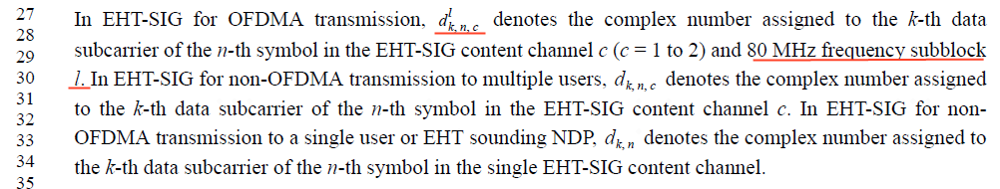 27 In EHT-SIG for OFDMA transmission, d^l_{k, n, c} denotes the complex number assigned to the k-th data
28
29 subcarrier of the n-th symbol in the EHT-SIG content channel c (c = 1 to 2) and 80 MHz frequency subblock
30 l. In EHT-SIG for non-OFDMA transmission to multiple users, d_{k, n, c} denotes the complex number assigned
31 to the k-th data subcarrier of the n-th symbol in the EHT-SIG content channel c. In EHT-SIG for non-
32
33 OFDMA transmission to a single user or EHT sounding NDP, d_{k, n} denotes the complex number assigned to
34 the k-th data subcarrier of the n-th symbol in the single EHT-SIG content channel.
35